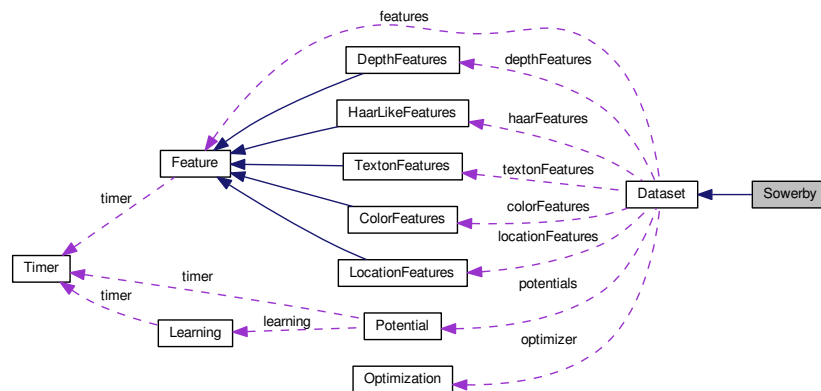 features
DepthFeatures
depthFeatures
HaarLikeFeatures
haarFeatures
Feature
TextonFeatures
textonFeatures
Dataset
Sowerby
timer
ColorFeatures
colorFeatures
locationFeatures
Timer
LocationFeatures
timer
potentials
timer
Learning
learning
Potential
optimizer
Optimization